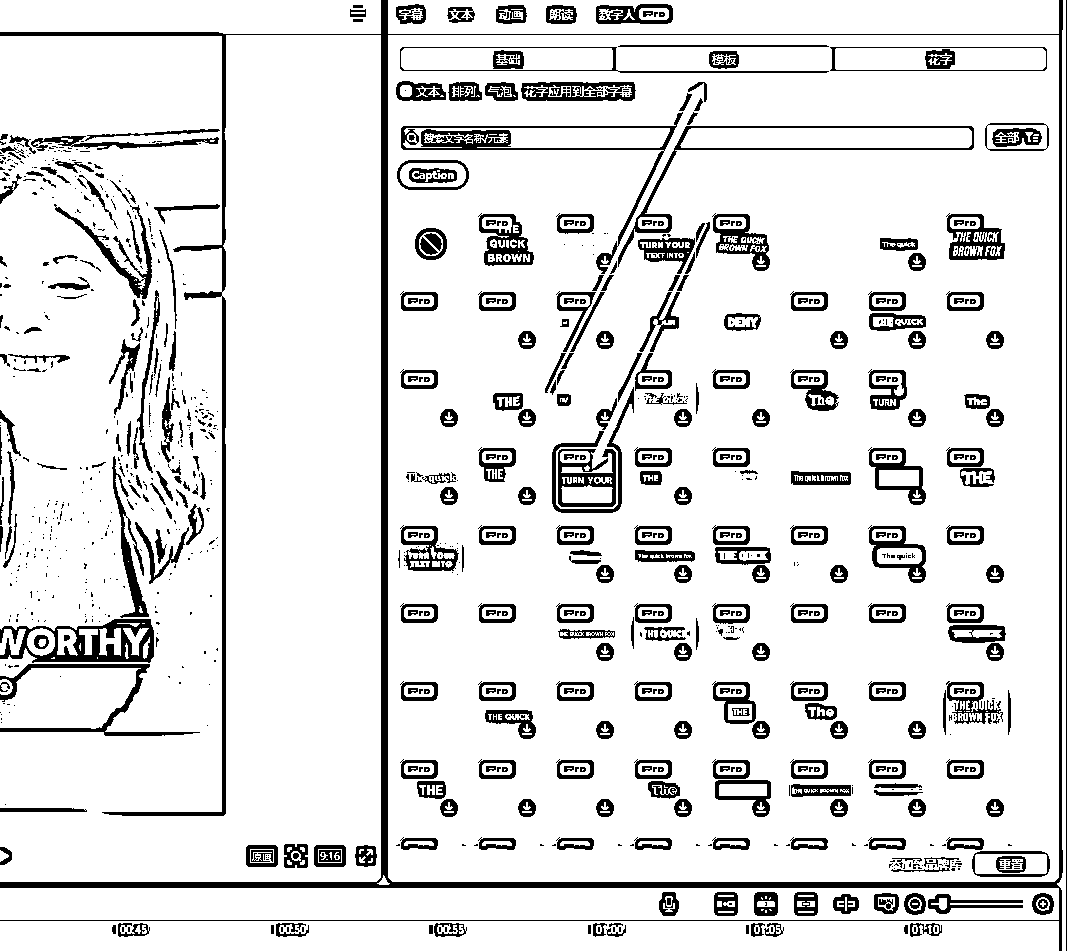 字幕 文本 动画 朗读 数字人 Pro
基础 模板 花字
文本、排列、气泡、花字应用到全部字幕
搜索文字名称/元素 全部
Caption
Pro Pro Pro Pro Pro
THE QUICK BROWN
TURN YOUR TEXT INTO
THE QUICK BROWN FOX
The quick
THE QUICK BROWN FOX
Pro Pro Pro Pro Pro Pro
DENY
THE QUICK
Pro Pro Pro Pro Pro
THE
THE QUICK
The
TURN
The
Pro Pro Pro Pro Pro Pro
The quick
THE
TURN YOUR
THE
The quick brown fox
THE
Pro Pro Pro Pro Pro Pro Pro Pro
TURN YOUR TEXT INTO
The quick brown fox
THE QUICK
The quick
Pro Pro Pro Pro Pro Pro Pro Pro
THE QUICK BROWN FOX
THE QUICK
WORTHY
Pro Pro Pro Pro Pro Pro Pro Pro
THE QUICK
THE
The
THE QUICK BROWN FOX
Pro Pro Pro Pro Pro Pro Pro Pro
THE
The
THE QUICK BROWN FOX
原画 9:16
添加到品牌库 重置
00:45 00:50 00:55 01:00 01:05 01:10